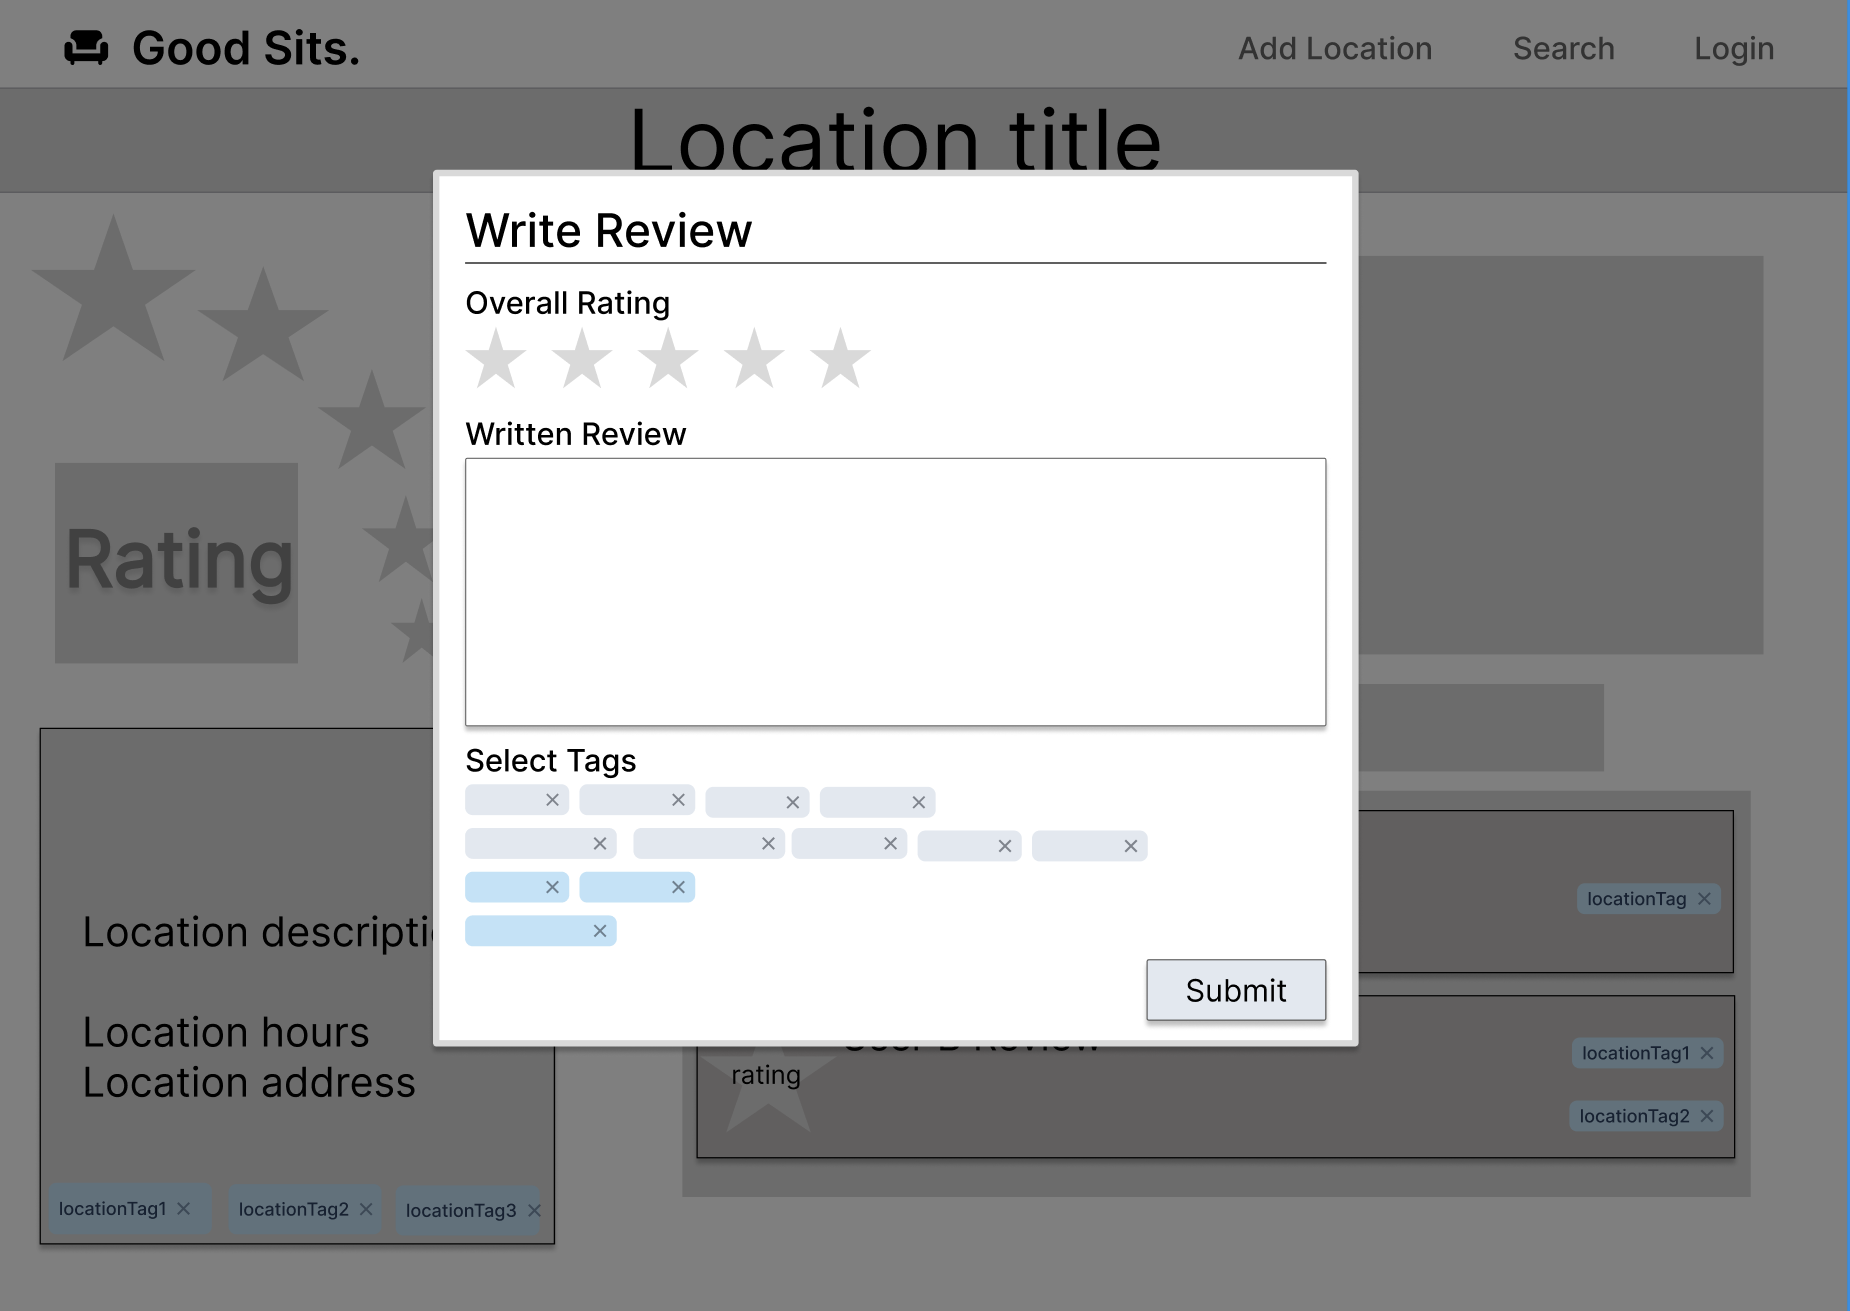 Good Sits.
Add Location
Search
Login
Location title
Write Review
Overall Rating
Written Review
Select Tags
Submit
Rating
Location
Location hours
Location address
locationTag1
locationTag2
locationTag3
locationTag
Review
rating
locationTag1
locationTag2